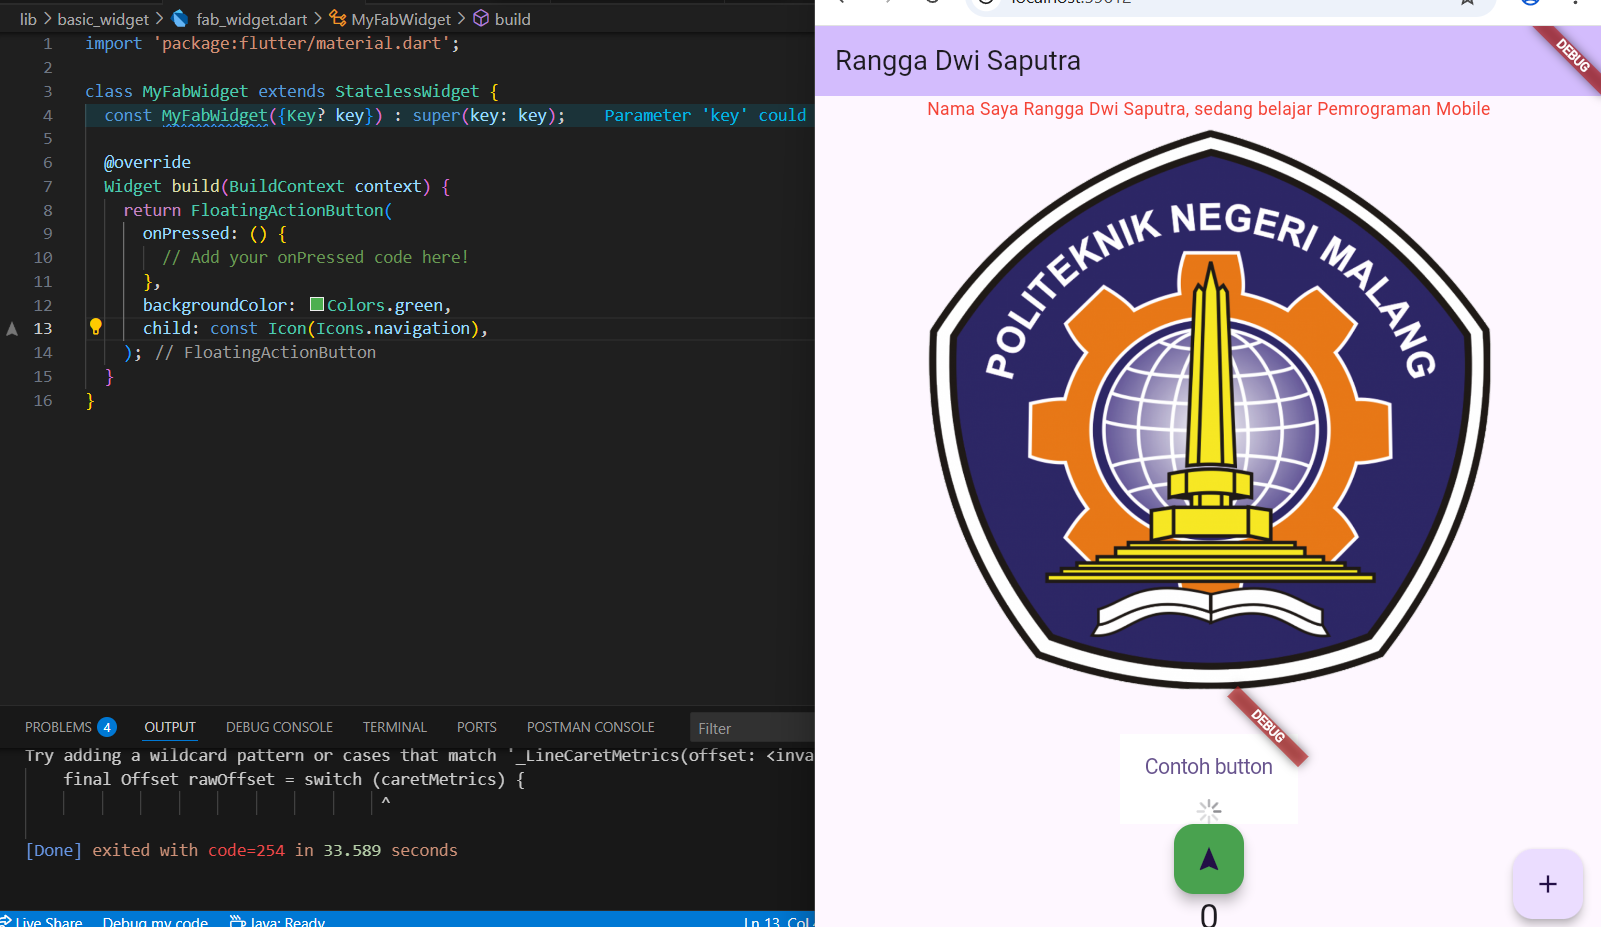 lib > basic_widget > fab_widget.dart > MyFabWidget > build
1 import 'package:flutter/material.dart';
2
3 class MyFabWidget extends StatelessWidget {
4 const MyFabWidget({Key? key}) : super(key: key); Parameter 'key' could
5
6 @override
7 Widget build(BuildContext context) {
8 return FloatingActionButton(
9 onPressed: () {
10 // Add your onPressed code here!
11 },
12 backgroundColor: Colors.green,
13 child: const Icon(Icons.navigation),
14 ); // FloatingActionButton
15 }
16 }
PROBLEMS 4 OUTPUT DEBUG CONSOLE TERMINAL PORTS POSTMAN CONSOLE Filter
Try adding a wildcard pattern or cases that match '_LineCaretMetrics(offset: <inva
final Offset rawOffset = switch (caretMetrics) {
^
[Done] exited with code=254 in 33.589 seconds
Live Share Debug my code Java: Ready Ln 13, Col
Rangga Dwi Saputra
DEBUG
Nama Saya Rangga Dwi Saputra, sedang belajar Pemrograman Mobile
POLITEKNIK NEGERI MALANG
DEBUG
Contoh button
0
+